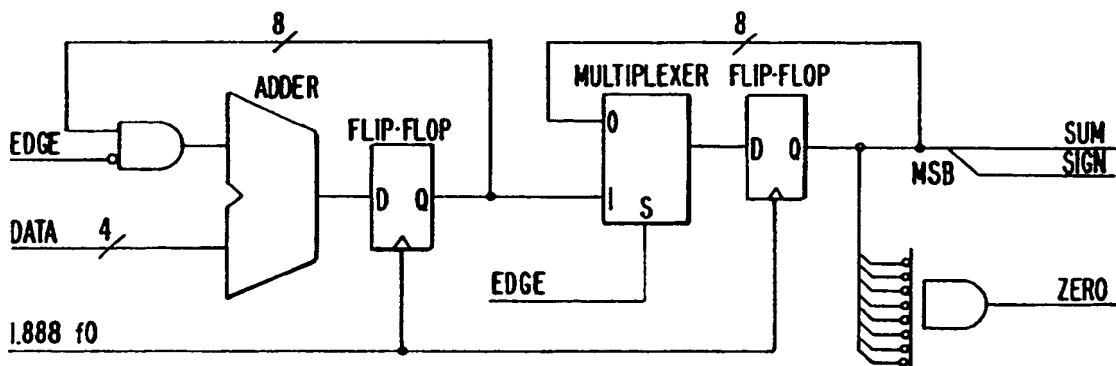 8
8
ADDER
MULTIPLEXER
FLIP-FLOP
FLIP-FLOP
EDGE
0
D
Q
SUM
SIGN
MSB
D
Q
I
S
DATA
4
EDGE
ZERO
1.888 f0